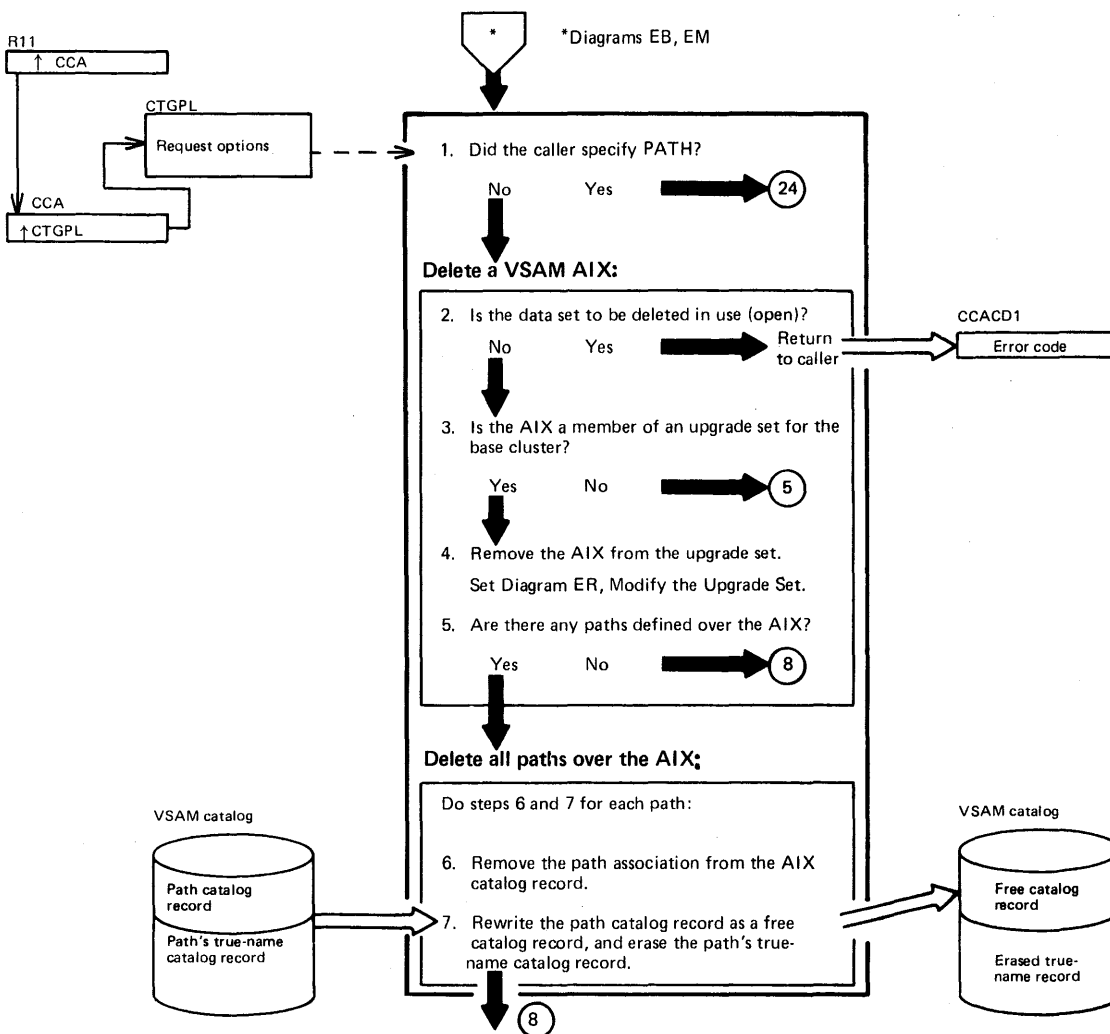 *
*Diagrams EB, EM
R11
↑ CCA
CTGPL
Request options
CCA
↑CTGPL
1. Did the caller specify PATH?
No Yes 24
Delete a VSAM AIX:
2. Is the data set to be deleted in use (open)?
No Yes Return
to caller
CCACD1
Error code
3. Is the AIX a member of an upgrade set for the
base cluster?
Yes No 5
4. Remove the AIX from the upgrade set.
Set Diagram ER, Modify the Upgrade Set.
5. Are there any paths defined over the AIX?
Yes No 8
Delete all paths over the AIX:
Do steps 6 and 7 for each path:
6. Remove the path association from the AIX
catalog record.
7. Rewrite the path catalog record as a free
catalog record, and erase the path's true-
name catalog record.
VSAM catalog
Path catalog
record
Path's true-name
catalog record
VSAM catalog
Free catalog
record
Erased true-
name record
8